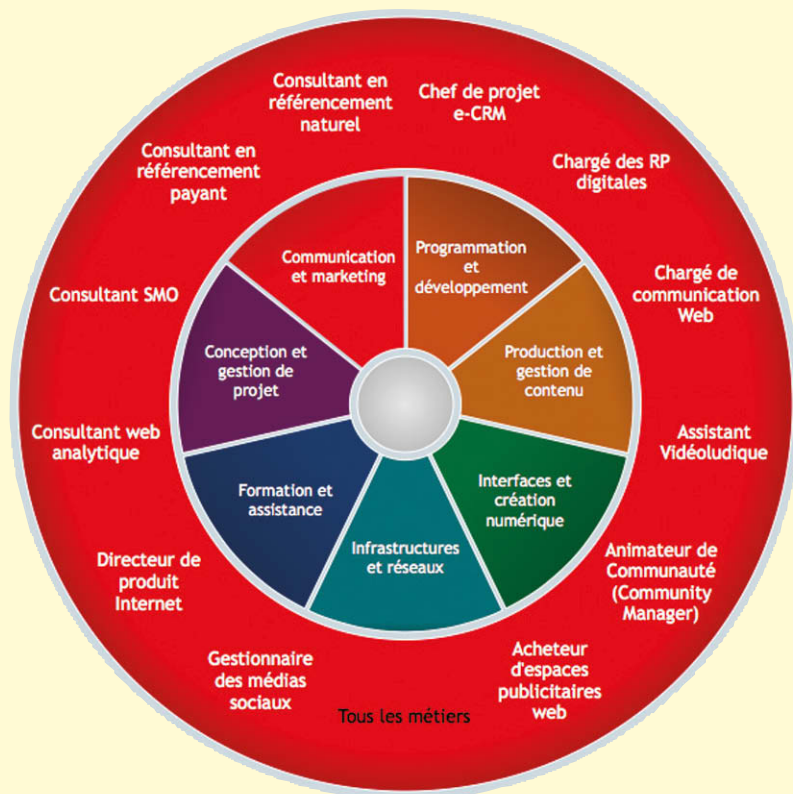 Consultant en
référencement
naturel
Chef de projet
e-CRM
Chargé des RP
digitales
Chargé de
communication
Web
Assistant
Vidéoludique
Animateur de
Communauté
(Community
Manager)
Acheteur
d'espaces
publicitaires
web
Tous les métiers
Gestionnaire
des médias
sociaux
Directeur de
produit
Internet
Consultant web
analytique
Consultant SMO
Consultant en
référencement
payant
Communication
et marketing
Programmation
et
développement
Production et
gestion de
contenu
Interfaces et
création
numérique
Infrastructures
et réseaux
Formation et
assistance
Conception et
gestion de
projet